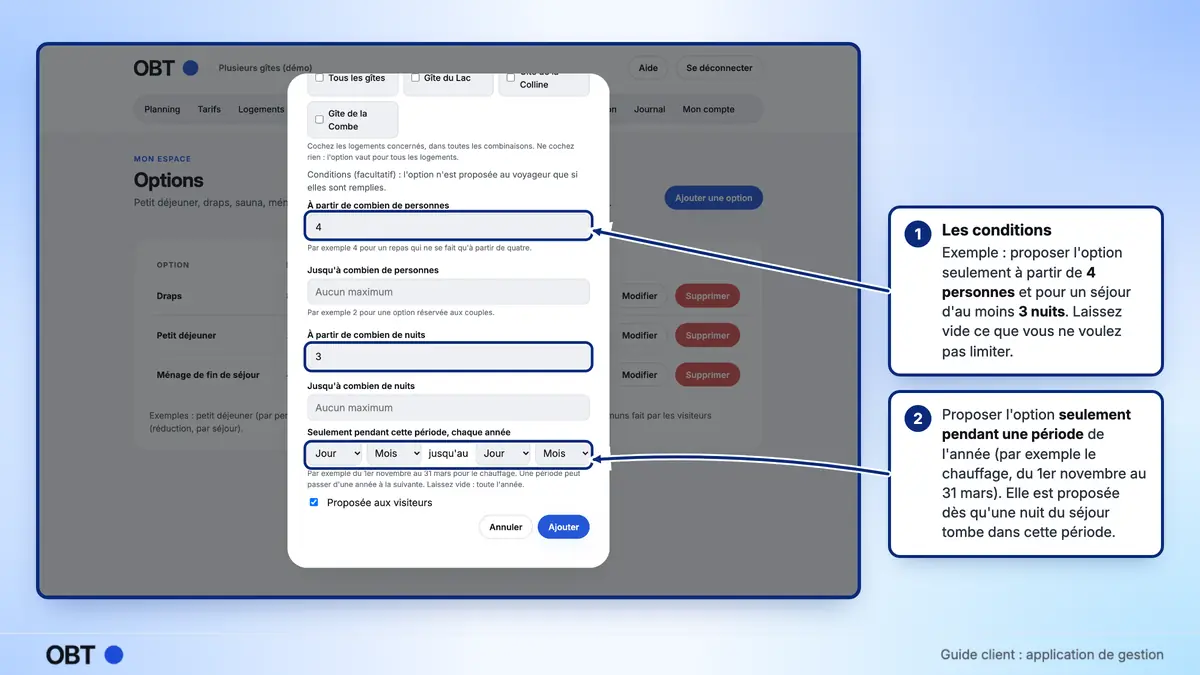 OBT
Plusieurs gîtes (démo)
Aide
Se déconnecter
Planning
Tarifs
Logements
Journal
Mon compte
MON ESPACE
Options
Petit déjeuner, draps, sauna,
Ajouter une option
OPTION
Draps
Modifier
Supprimer
Petit déjeuner
Modifier
Supprimer
Ménage de fin de séjour
Modifier
Supprimer
Exemples : petit déjeuner (par
fait par les visiteurs
(réduction, par séjour).
Tous les gîtes
Gîte du Lac
Gîte de la
Colline
Gîte de la
Combe
Cochez les logements concernés, dans toutes les combinaisons. Ne cochez
rien : l'option vaut pour tous les logements.
Conditions (facultatif) : l'option n'est proposée au voyageur que si
elles sont remplies.
À partir de combien de personnes
4
Par exemple 4 pour un repas qui ne se fait qu'à partir de quatre.
Jusqu'à combien de personnes
Aucun maximum
Par exemple 2 pour une option réservée aux couples.
À partir de combien de nuits
3
Jusqu'à combien de nuits
Aucun maximum
Seulement pendant cette période, chaque année
Jour Mois jusqu'au Jour Mois
Par exemple du 1er novembre au 31 mars pour le chauffage. Une période peut
passer d'une année à la suivante. Laissez vide : toute l'année.
Proposée aux visiteurs
Annuler
Ajouter
1
Les conditions
Exemple : proposer l'option
seulement à partir de 4
personnes et pour un séjour
d'au moins 3 nuits. Laissez
vide ce que vous ne voulez
pas limiter.
2
Proposer l'option seulement
pendant une période de
l'année (par exemple le
chauffage, du 1er novembre au
31 mars). Elle est proposée
dès qu'une nuit du séjour
tombe dans cette période.
OBT
Guide client : application de gestion